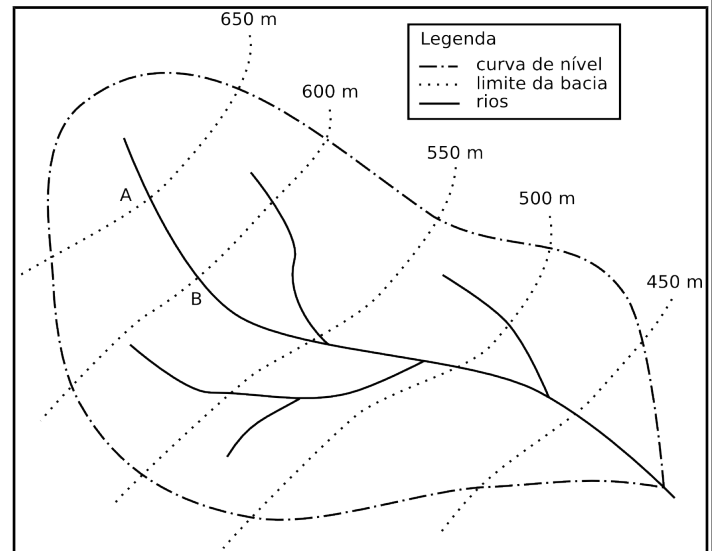 650 m
Legenda
curva de nível
limite da bacia
rios
600 m
550 m
500 m
A
450 m
B